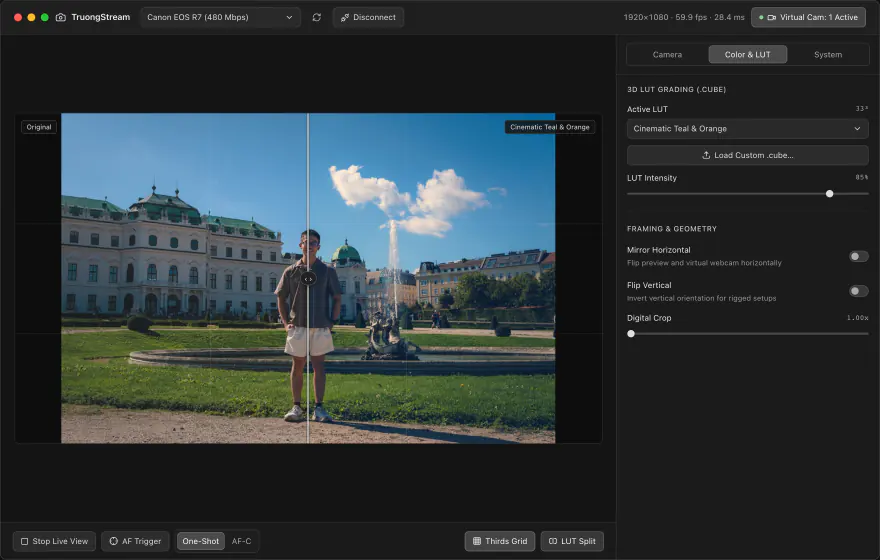 TruongStream
Canon EOS R7 (480 Mbps)
Disconnect
1920×1080 · 59.9 fps · 28.4 ms
Virtual Cam: 1 Active
Camera
Color & LUT
System
Original
Cinematic Teal & Orange
3D LUT GRADING (.CUBE)
Active LUT
33³
Cinematic Teal & Orange
Load Custom .cube...
LUT Intensity
85%
FRAMING & GEOMETRY
Mirror Horizontal
Flip preview and virtual webcam horizontally
Flip Vertical
Invert vertical orientation for rigged setups
Digital Crop
1.00x
Stop Live View
AF Trigger
One-Shot
AF-C
Thirds Grid
LUT Split